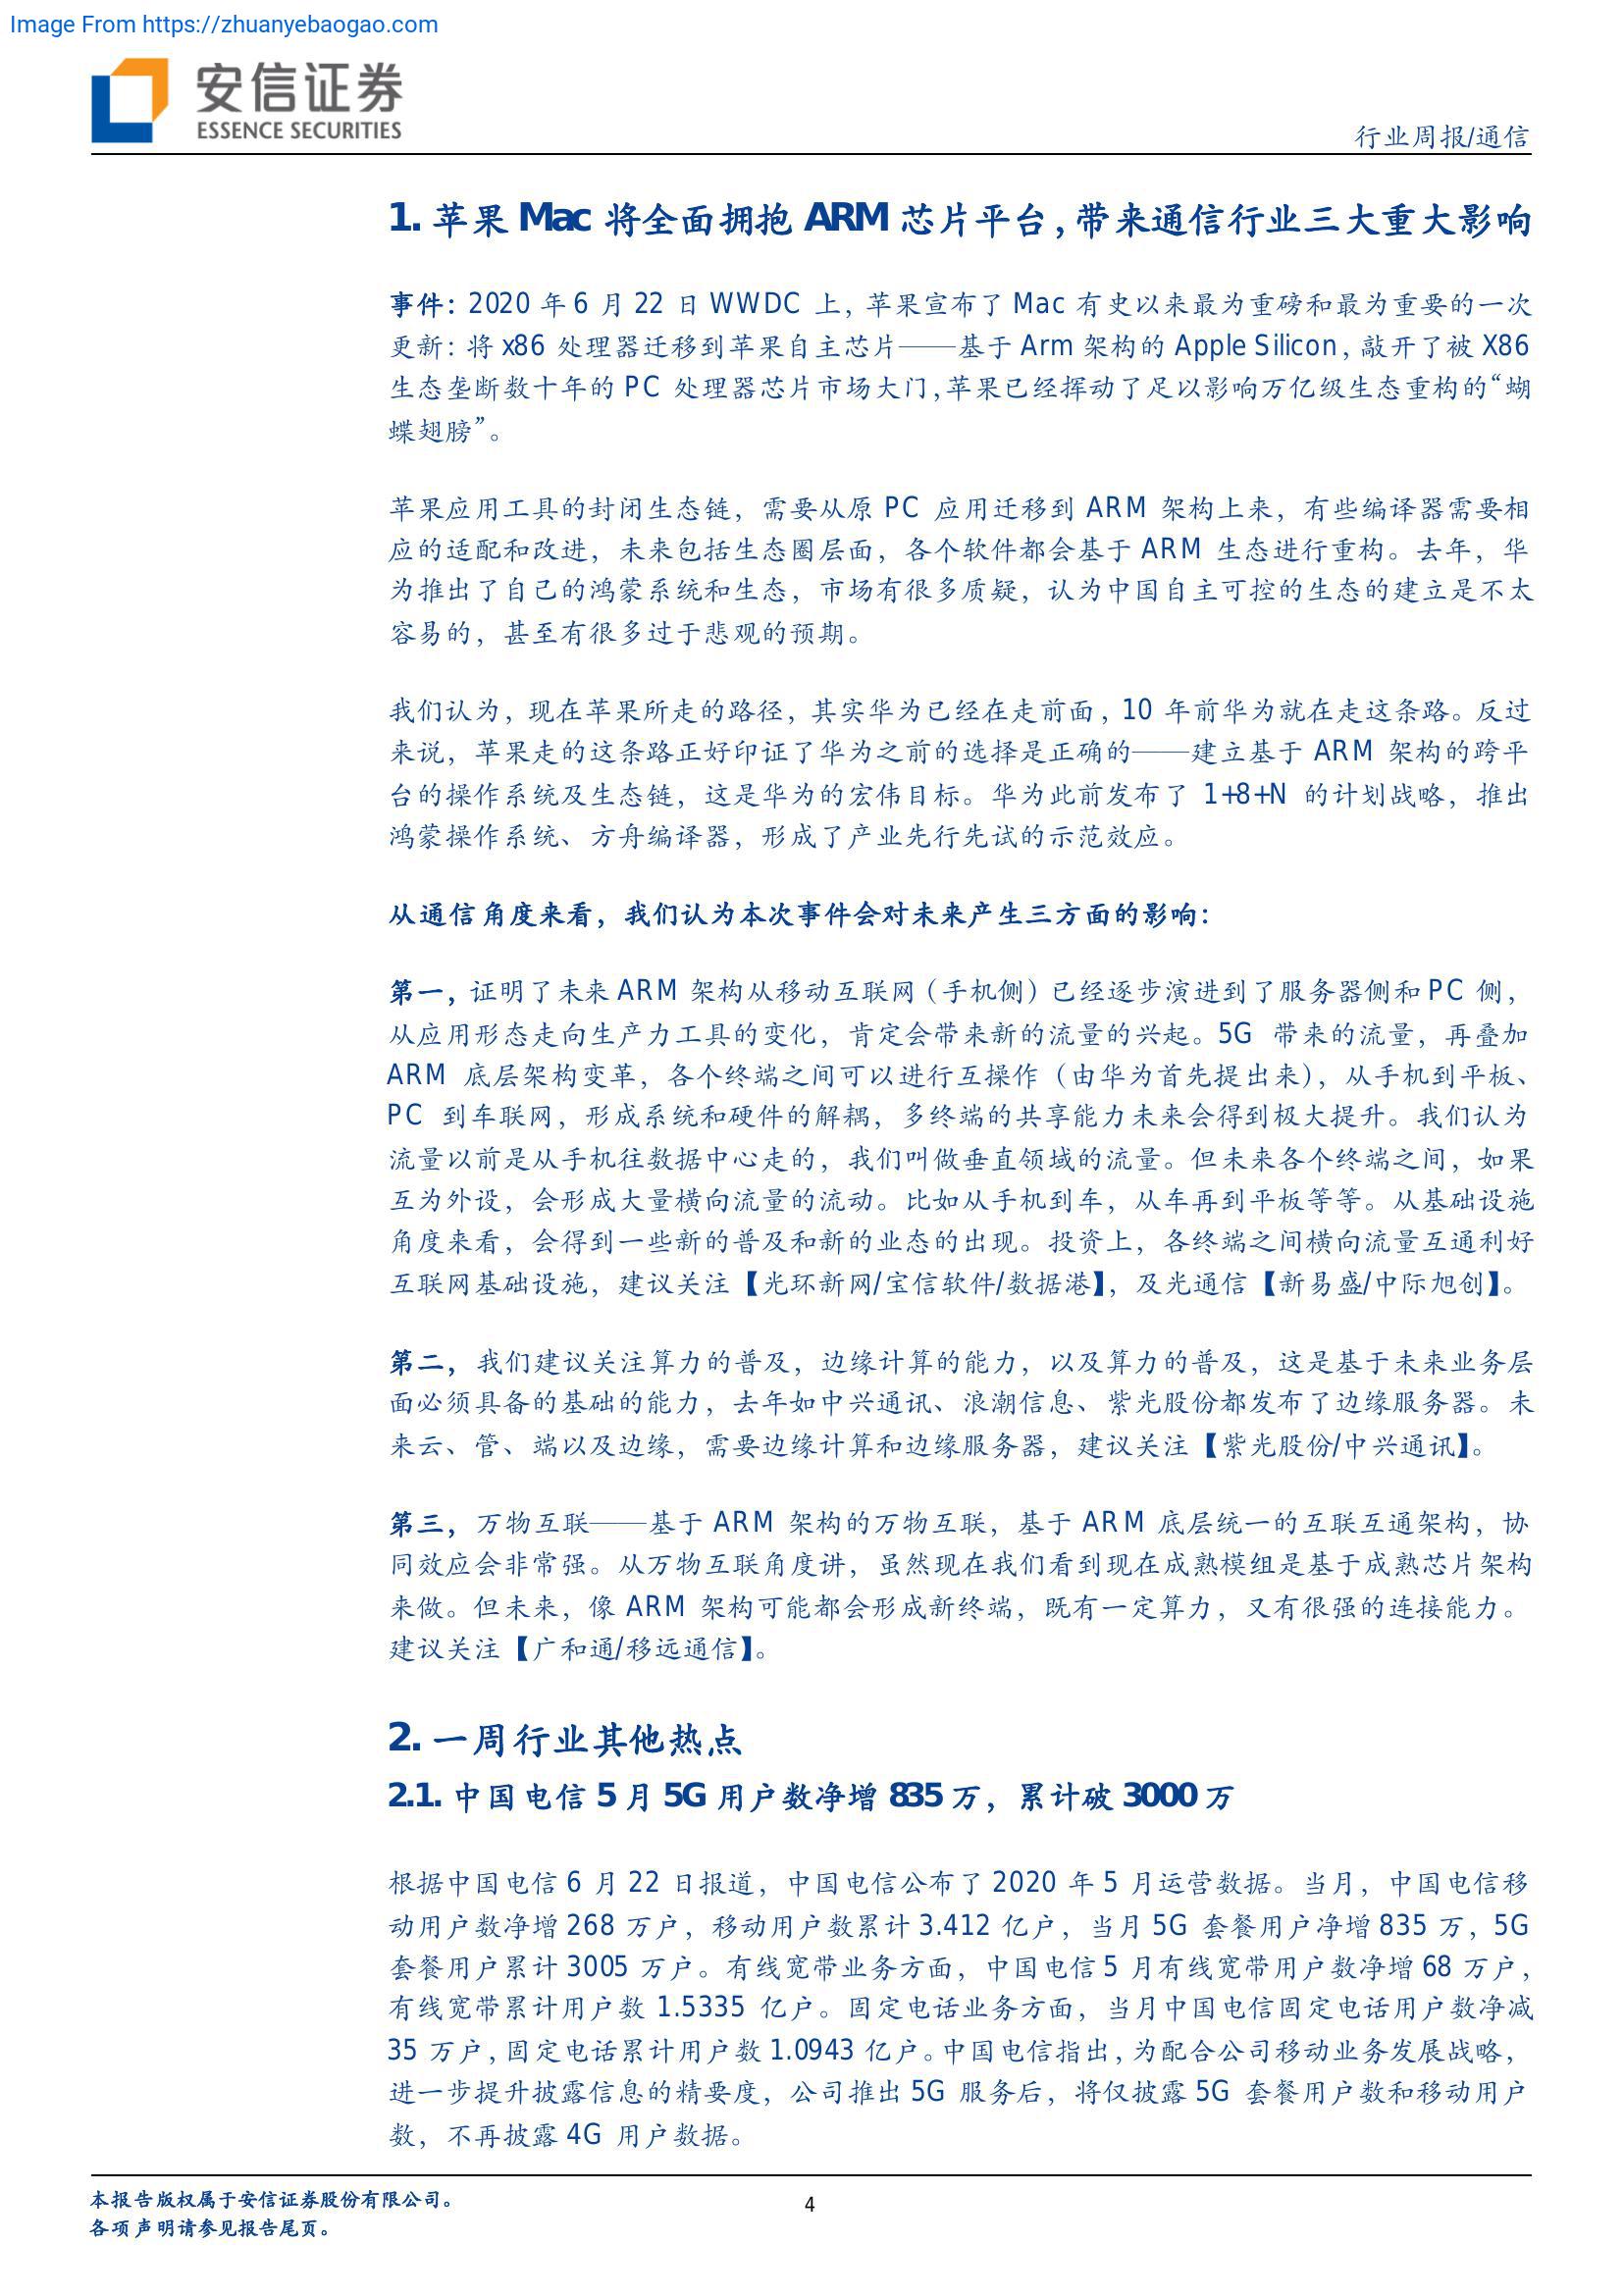 Image From https://zhuanyebaogao.com
安信证券
ESSENCE SECURITIES
行业周报/通信
1. 苹果 Mac 将全面拥抱 ARM 芯片平台，带来通信行业三大重大影响
事件：2020 年 6 月 22 日 WWDC 上，苹果宣布了 Mac 有史以来最为重磅和最为重要的一次
更新：将 x86 处理器迁移到苹果自主芯片——基于 Arm 架构的 Apple Silicon，敲开了被 X86
生态垄断数十年的 PC 处理器芯片市场大门，苹果已经挥动了足以影响万亿级生态重构的“蝴
蝶翅膀”。
苹果应用工具的封闭生态链，需要从原 PC 应用迁移到 ARM 架构上来，有些编译器需要相
应的适配和改进，未来包括生态圈层面，各个软件都会基于 ARM 生态进行重构。去年，华
为推出了自己的鸿蒙系统和生态，市场有很多质疑，认为中国自主可控的生态的建立是不太
容易的，甚至有很多过于悲观的预期。
我们认为，现在苹果所走的路径，其实华为已经在走前面，10 年前华为就在走这条路。反过
来说，苹果走的这条路正好印证了华为之前的选择是正确的——建立基于 ARM 架构的跨平
台的操作系统及生态链，这是华为的宏伟目标。华为此前发布了 1+8+N 的计划战略，推出
鸿蒙操作系统、方舟编译器，形成了产业先行先试的示范效应。
从通信角度来看，我们认为本次事件会对未来产生三方面的影响：
第一，证明了未来 ARM 架构从移动互联网（手机侧）已经逐步演进到了服务器侧和 PC 侧，
从应用形态走向生产力工具的变化，肯定会带来新的流量的兴起。5G 带来的流量，再叠加
ARM 底层架构变革，各个终端之间可以进行互操作（由华为首先提出来），从手机到平板、
PC 到车联网，形成系统和硬件的解耦，多终端的共享能力未来会得到极大提升。我们认为
流量以前是从手机往数据中心走的，我们叫做垂直领域的流量。但未来各个终端之间，如果
互为外设，会形成大量横向流量的流动。比如从手机到车，从车再到平板等等。从基础设施
角度来看，会得到一些新的普及和新的业态的出现。投资上，各终端之间横向流量互通利好
互联网基础设施，建议关注【光环新网/宝信软件/数据港】，及光通信【新易盛/中际旭创】。
第二，我们建议关注算力的普及，边缘计算的能力，以及算力的普及，这是基于未来业务层
面必须具备的基础的能力，去年如中兴通讯、浪潮信息、紫光股份都发布了边缘服务器。未
来云、管、端以及边缘，需要边缘计算和边缘服务器，建议关注【紫光股份/中兴通讯】。
第三，万物互联——基于 ARM 架构的万物互联，基于 ARM 底层统一的互联互通架构，协
同效应会非常强。从万物互联角度讲，虽然现在我们看到现在成熟模组是基于成熟芯片架构
来做。但未来，像 ARM 架构可能都会形成新终端，既有一定算力，又有很强的连接能力。
建议关注【广和通/移远通信】。
2. 一周行业其他热点
2.1. 中国电信 5 月 5G 用户数净增 835 万，累计破 3000 万
根据中国电信 6 月 22 日报道，中国电信公布了 2020 年 5 月运营数据。当月，中国电信移
动用户数净增 268 万户，移动用户数累计 3.412 亿户，当月 5G 套餐用户净增 835 万，5G
套餐用户累计 3005 万户。有线宽带业务方面，中国电信 5 月有线宽带用户数净增 68 万户，
有线宽带累计用户数 1.5335 亿户。固定电话业务方面，当月中国电信固定电话用户数净减
35 万户，固定电话累计用户数 1.0943 亿户。中国电信指出，为配合公司移动业务发展战略，
进一步提升披露信息的精要度，公司推出 5G 服务后，将仅披露 5G 套餐用户数和移动用户
数，不再披露 4G 用户数据。
本报告版权属于安信证券股份有限公司。
4
各项声明请参见报告尾页。